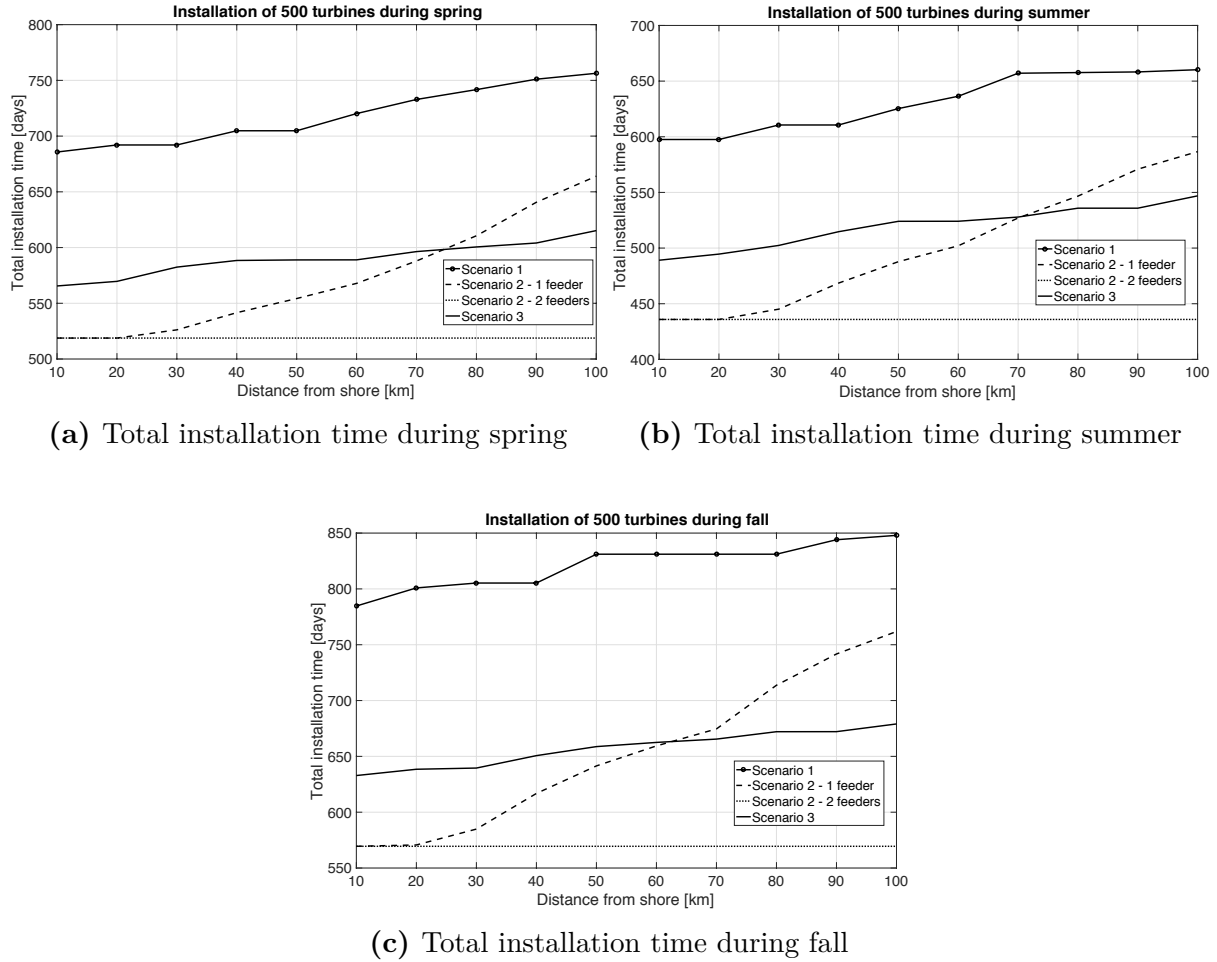 Installation of 500 turbines during spring
800
750
700
650
600
550
500
Total installation time [days]
10 20 30 40 50 60 70 80 90 100
Distance from shore [km]
Scenario 1
Scenario 2 - 1 feeder
Scenario 2 - 2 feeders
Scenario 3
(a) Total installation time during spring
Installation of 500 turbines during summer
700
650
600
550
500
450
400
Total installation time [days]
10 20 30 40 50 60 70 80 90 100
Distance from shore [km]
Scenario 1
Scenario 2 - 1 feeder
Scenario 2 - 2 feeders
Scenario 3
(b) Total installation time during summer
Installation of 500 turbines during fall
850
800
750
700
650
600
550
Total installation time [days]
10 20 30 40 50 60 70 80 90 100
Distance from shore [km]
Scenario 1
Scenario 2 - 1 feeder
Scenario 2 - 2 feeders
Scenario 3
(c) Total installation time during fall